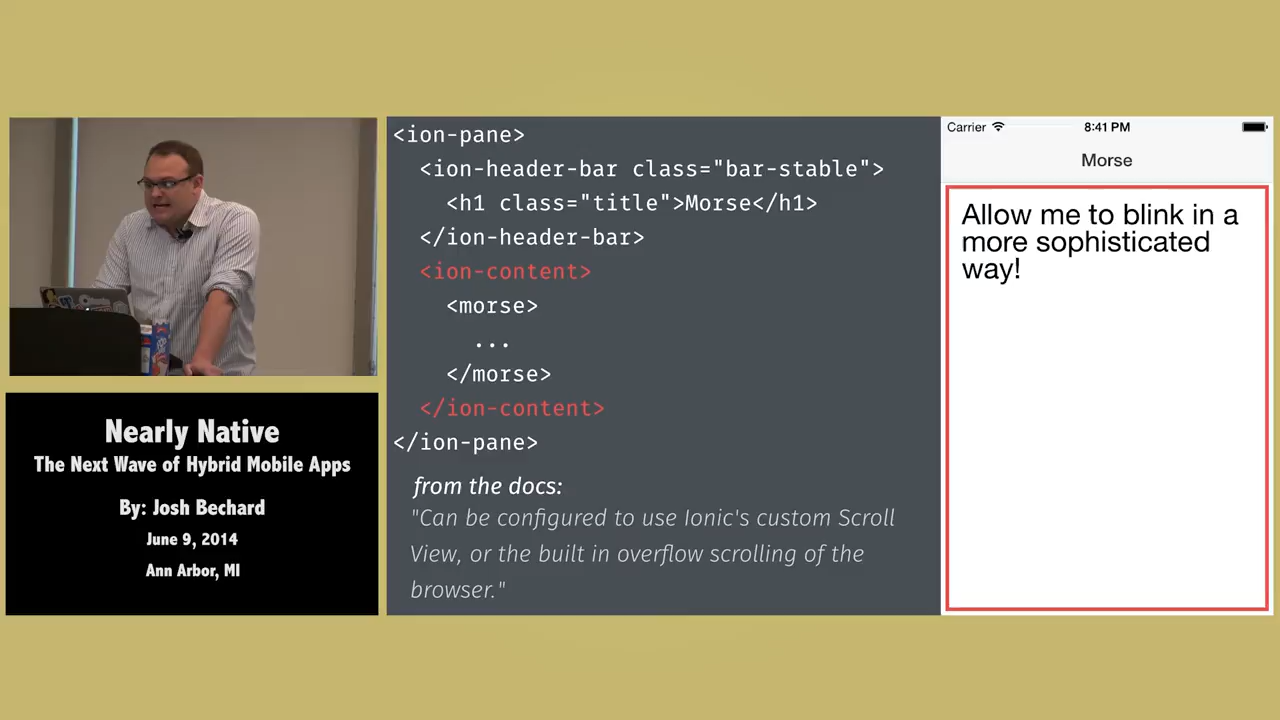 Nearly Native
The Next Wave of Hybrid Mobile Apps
By: Josh Bechard
June 9, 2014
Ann Arbor, MI
<ion-pane>
<ion-header-bar class="bar-stable">
<h1 class="title">Morse</h1>
</ion-header-bar>
<ion-content>
<morse>
...
</morse>
</ion-content>
</ion-pane>
from the docs:
"Can be configured to use Ionic's custom Scroll
View, or the built in overflow scrolling of the
browser."
Carrier 8:41 PM
Morse
Allow me to blink in a
more sophisticated
way!